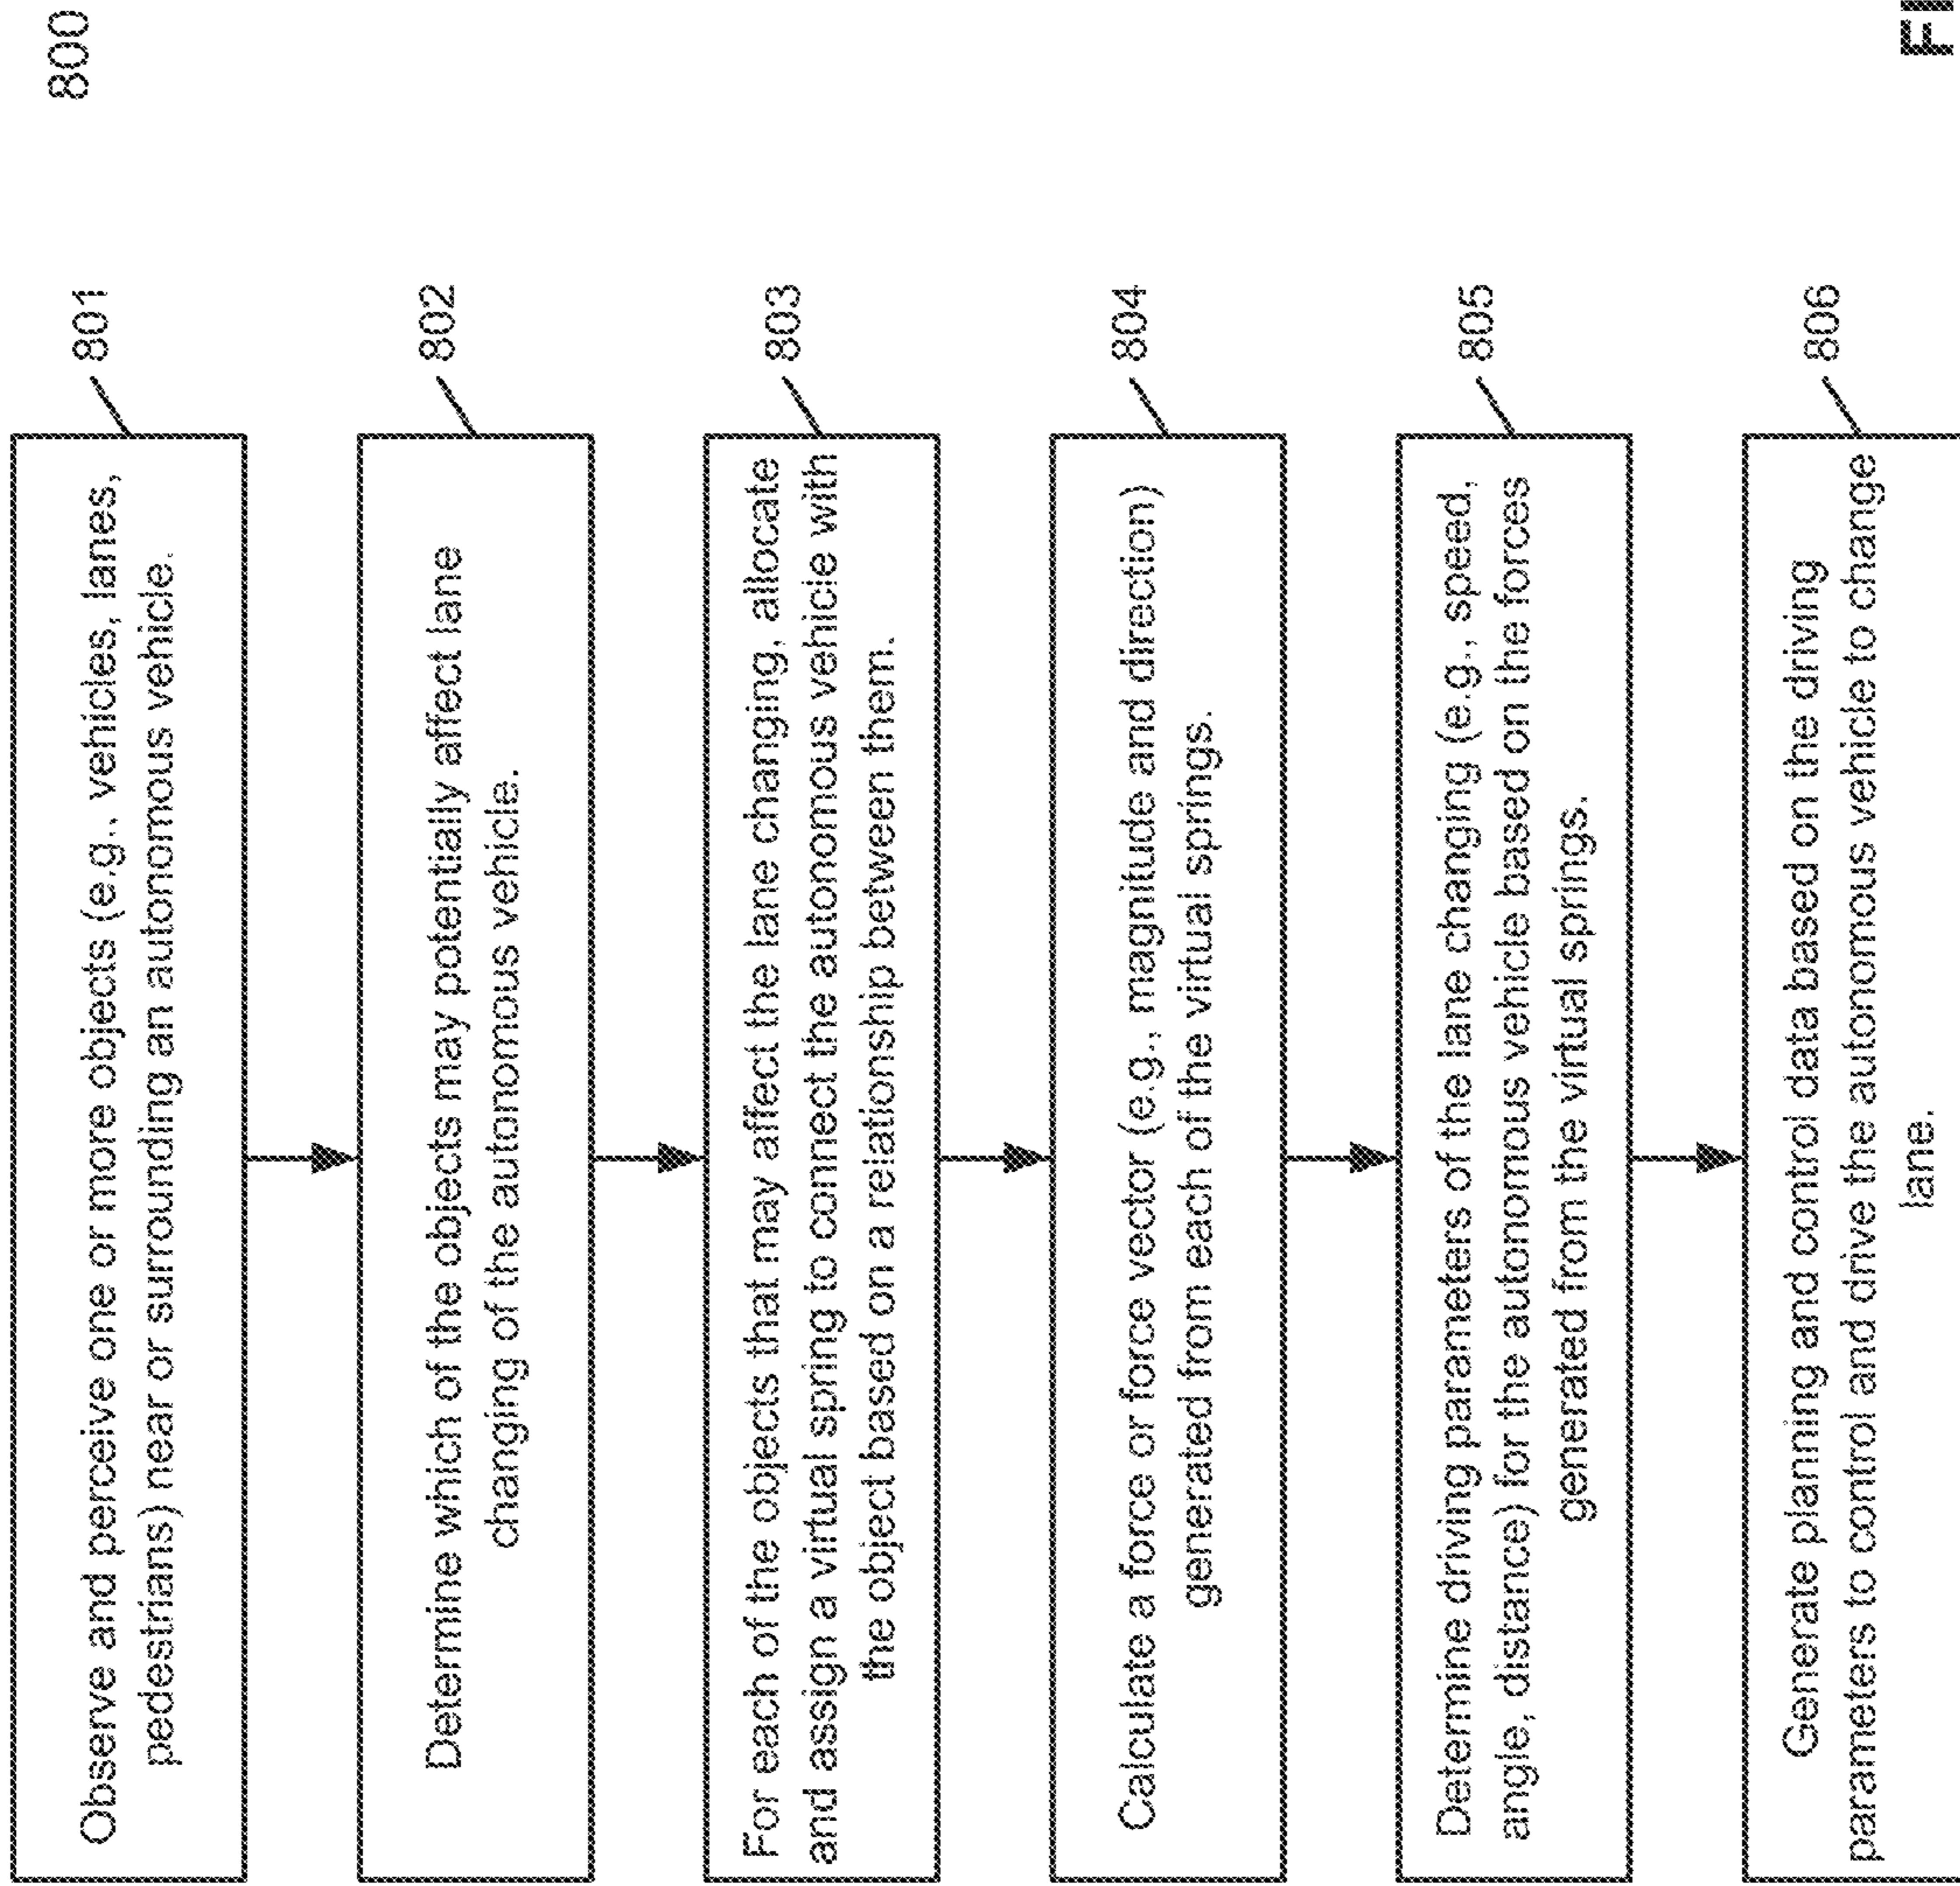 800
801
Observe and perceive one or more objects (e.g., vehicles, lanes,
pedestrians) near or surrounding an autonomous vehicle.
802
Determine which of the objects may potentially affect lane
changing of the autonomous vehicle.
803
For each of the objects that may affect the lane changing, allocate
and assign a virtual spring to connect the autonomous vehicle with
the object based on a relationship between them.
804
Calculate a force or force vector (e.g., magnitude and direction)
generated from each of the virtual springs.
805
Determine driving parameters of the lane changing (e.g., speed,
angle, distance) for the autonomous vehicle based on the forces
generated from the virtual springs.
806
Generate planning and control data based on the driving
parameters to control and drive the autonomous vehicle to change
lane.
FI